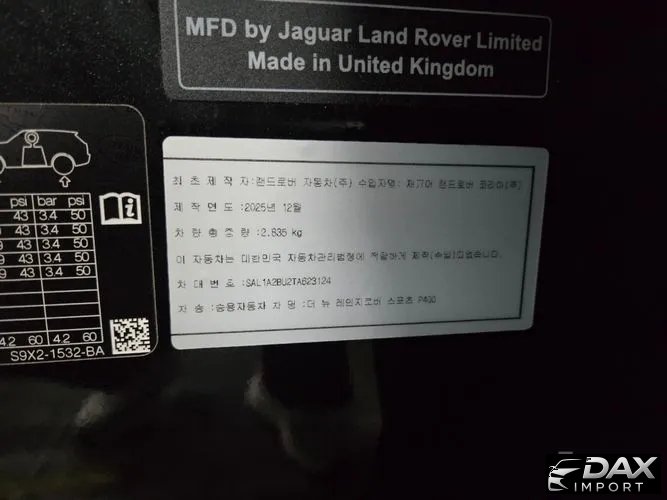 MFD by Jaguar Land Rover Limited
Made in United Kingdom
최초 제작 자:랜드로버 자동차(주) 수입자명: 재규어 랜드로버 코리아(주)
제작 연 도 :2025년 12월
차 량 총 중 량 :2.835 kg
이 자동차는 대한민국 자동차관리법령에 적합하게 제작(수입)되었습니다.
차 대 번 호 :SAL1A2BU2TA623124
차 종 :승용자동차 차 명 :더 뉴 레인지로버 스포츠 P400
psi bar psi
43 3.4 50
43 3.4 50
43 3.4 50
43 3.4 50
4.2 60 4.2 60
S9X2-1532-BA
DAX
IMPORT